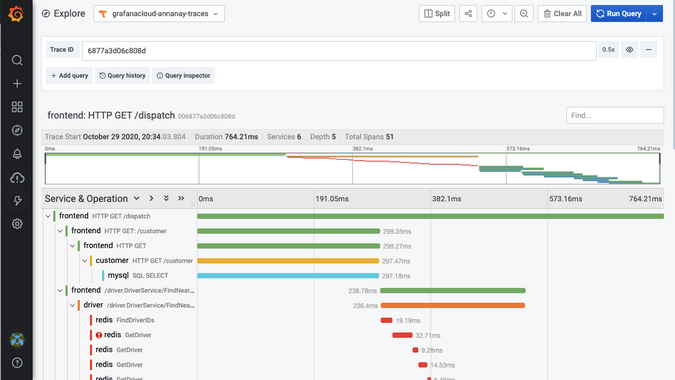 Explore
grafanacloud-annanay-traces
Split
Clear All
Run Query
Trace ID
6877a3d06c808d
0.5s
+ Add query
Query history
Query inspector
frontend: HTTP GET /dispatch 006877a3d06c808d
Find...
Trace Start October 29 2020, 20:34:03.804 Duration 764.21ms Services 6 Depth 5 Total Spans 51
0ms 191.05ms 382.1ms 573.16ms 764.21ms
Service & Operation 0ms 191.05ms 382.1ms 573.16ms 764.21ms
frontend HTTP GET /dispatch
frontend HTTP GET: /customer 299.35ms
frontend HTTP GET 299.27ms
customer HTTP GET /customer 297.47ms
mysql SQL SELECT 297.18ms
frontend /driver.DriverService/FindNear... 238.78ms
driver /driver.DriverService/FindNea... 236.4ms
redis FindDriverIDs 19.19ms
redis GetDriver 32.71ms
redis GetDriver 9.28ms
redis GetDriver 14.53ms
redis GetDriver